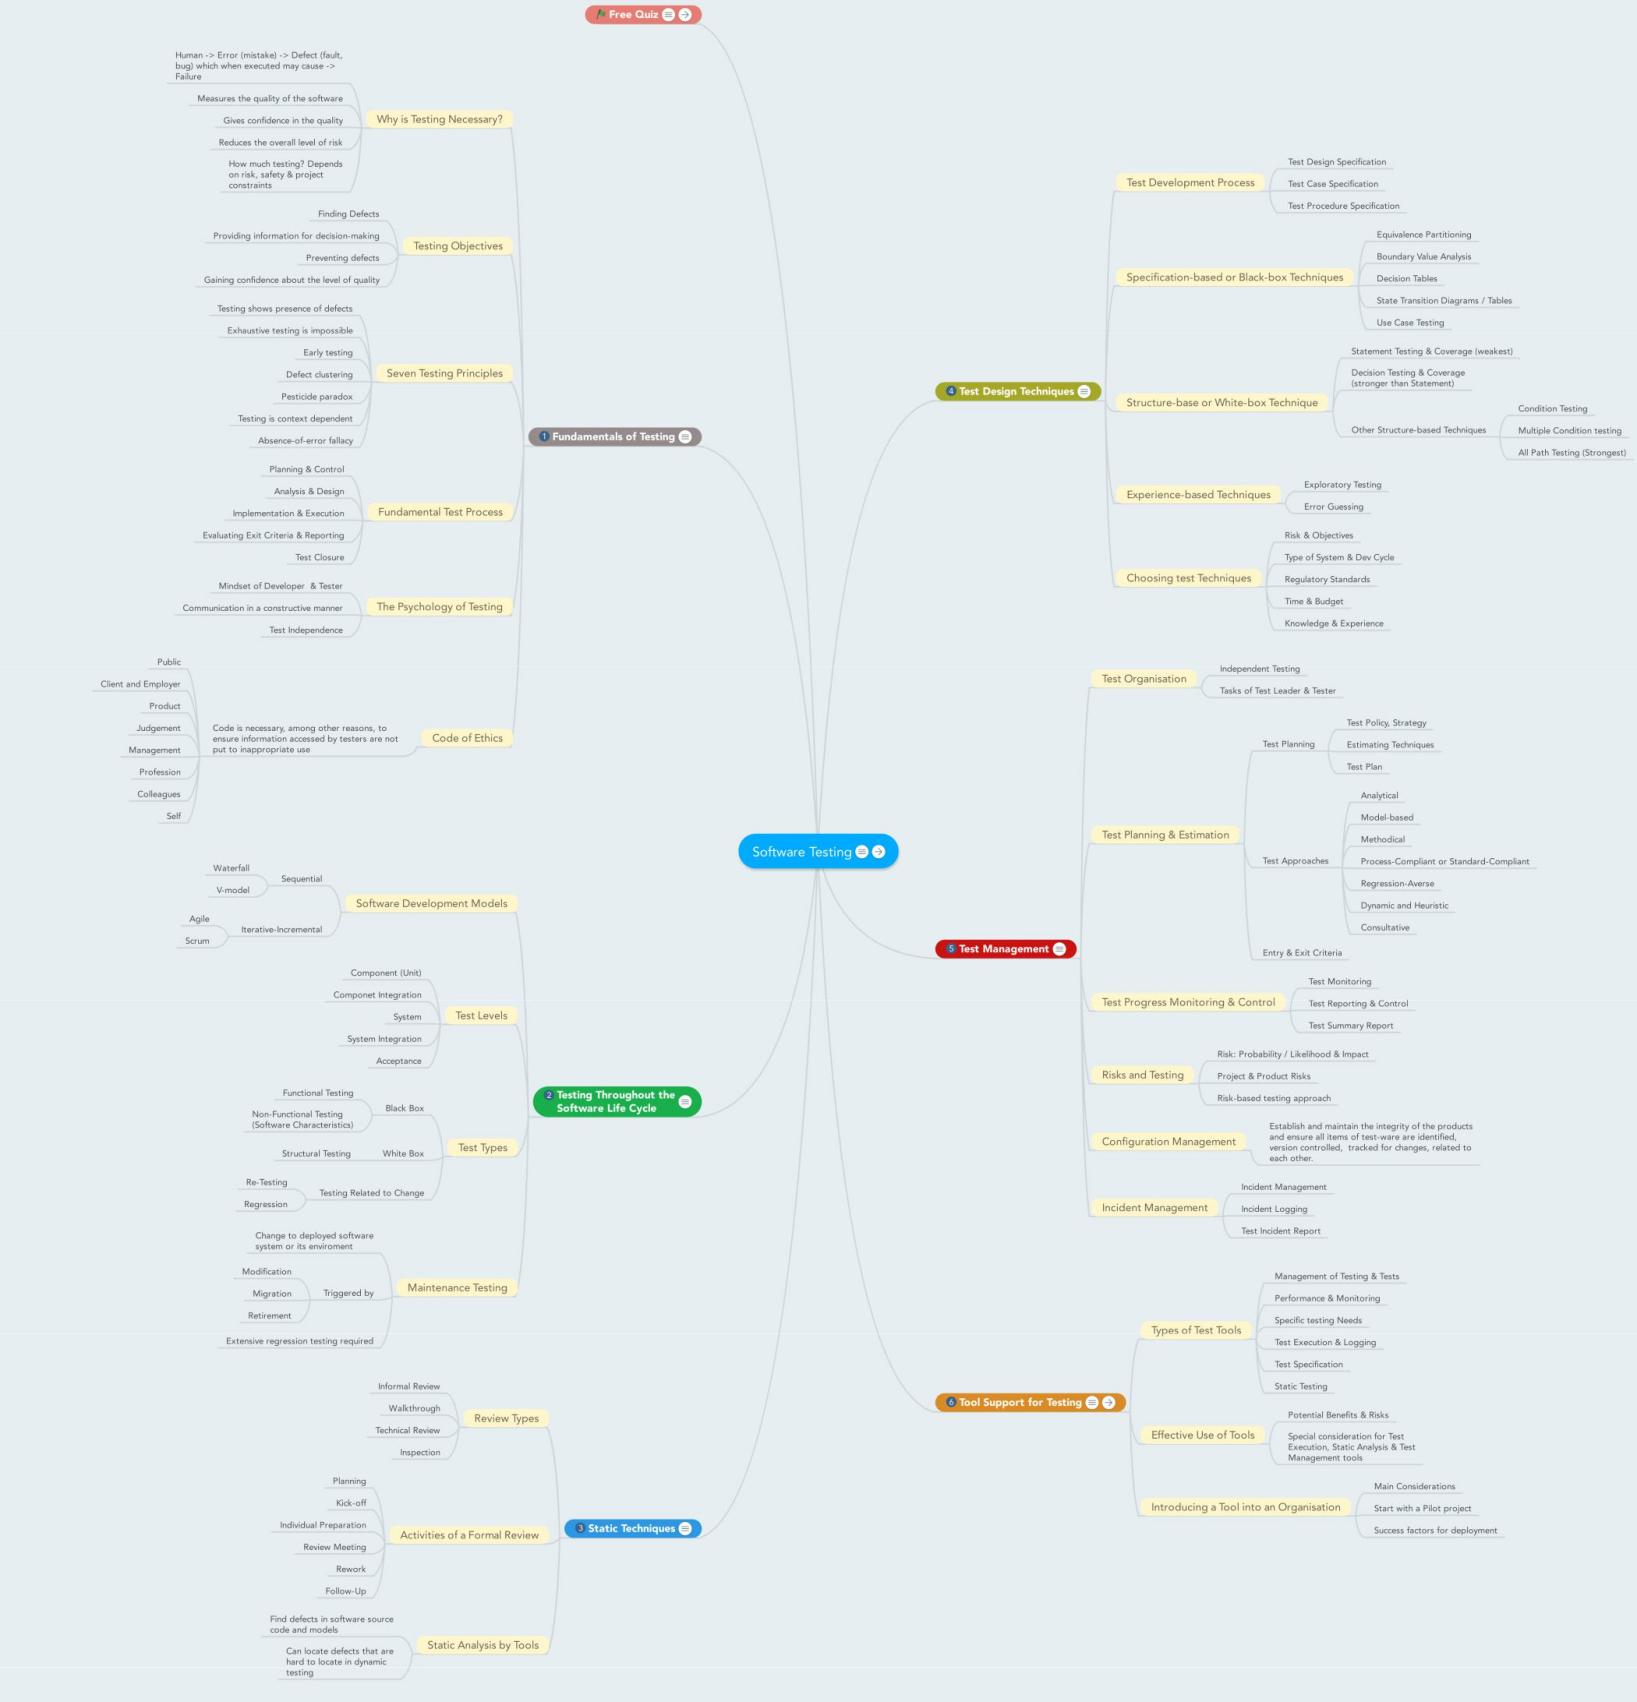 Free Quiz
Software Testing
1 Fundamentals of Testing
Why is Testing Necessary?
Human -> Error (mistake) -> Defect (fault,
bug) which when executed may cause ->
Failure
Measures the quality of the software
Gives confidence in the quality
Reduces the overall level of risk
How much testing? Depends
on risk, safety & project
constraints
Testing Objectives
Finding Defects
Providing information for decision-making
Preventing defects
Gaining confidence about the level of quality
Seven Testing Principles
Testing shows presence of defects
Exhaustive testing is impossible
Early testing
Defect clustering
Pesticide paradox
Testing is context dependent
Absence-of-error fallacy
Fundamental Test Process
Planning & Control
Analysis & Design
Implementation & Execution
Evaluating Exit Criteria & Reporting
Test Closure
The Psychology of Testing
Mindset of Developer  & Tester
Communication in a constructive manner
Test Independence
Code of Ethics
Code is necessary, among other reasons, to
ensure information accessed by testers are not
put to inappropriate use
Public
Client and Employer
Product
Judgement
Management
Profession
Colleagues
Self
2 Testing Throughout the
Software Life Cycle
Software Development Models
Sequential
Waterfall
V-model
Iterative-Incremental
Agile
Scrum
Test Levels
Component (Unit)
Componet Integration
System
System Integration
Acceptance
Test Types
Black Box
Functional Testing
Non-Functional Testing
(Software Characteristics)
White Box
Structural Testing
Testing Related to Change
Re-Testing
Regression
Maintenance Testing
Change to deployed software
system or its enviroment
Triggered by
Modification
Migration
Retirement
Extensive regression testing required
3 Static Techniques
Review Types
Informal Review
Walkthrough
Technical Review
Inspection
Activities of a Formal Review
Planning
Kick-off
Individual Preparation
Review Meeting
Rework
Follow-Up
Static Analysis by Tools
Find defects in software source
code and models
Can locate defects that are
hard to locate in dynamic
testing
4 Test Design Techniques
Test Development Process
Test Design Specification
Test Case Specification
Test Procedure Specification
Specification-based or Black-box Techniques
Equivalence Partitioning
Boundary Value Analysis
Decision Tables
State Transition Diagrams / Tables
Use Case Testing
Structure-base or White-box Technique
Statement Testing & Coverage (weakest)
Decision Testing & Coverage
(stronger than Statement)
Other Structure-based Techniques
Condition Testing
Multiple Condition testing
All Path Testing (Strongest)
Experience-based Techniques
Exploratory Testing
Error Guessing
Choosing test Techniques
Risk & Objectives
Type of System & Dev Cycle
Regulatory Standards
Time & Budget
Knowledge & Experience
5 Test Management
Test Organisation
Independent Testing
Tasks of Test Leader & Tester
Test Planning & Estimation
Test Planning
Test Policy, Strategy
Estimating Techniques
Test Plan
Test Approaches
Analytical
Model-based
Methodical
Process-Compliant or Standard-Compliant
Regression-Averse
Dynamic and Heuristic
Consultative
Entry & Exit Criteria
Test Progress Monitoring & Control
Test Monitoring
Test Reporting & Control
Test Summary Report
Risks and Testing
Risk: Probability / Likelihood & Impact
Project & Product Risks
Risk-based testing approach
Configuration Management
Establish and maintain the integrity of the products
and ensure all items of test-ware are identified,
version controlled,  tracked for changes, related to
each other.
Incident Management
Incident Management
Incident Logging
Test Incident Report
6 Tool Support for Testing
Types of Test Tools
Management of Testing & Tests
Performance & Monitoring
Specific testing Needs
Test Execution & Logging
Test Specification
Static Testing
Effective Use of Tools
Potential Benefits & Risks
Special consideration for Test
Execution, Static Analysis & Test
Management tools
Introducing a Tool into an Organisation
Main Considerations
Start with a Pilot project
Success factors for deployment